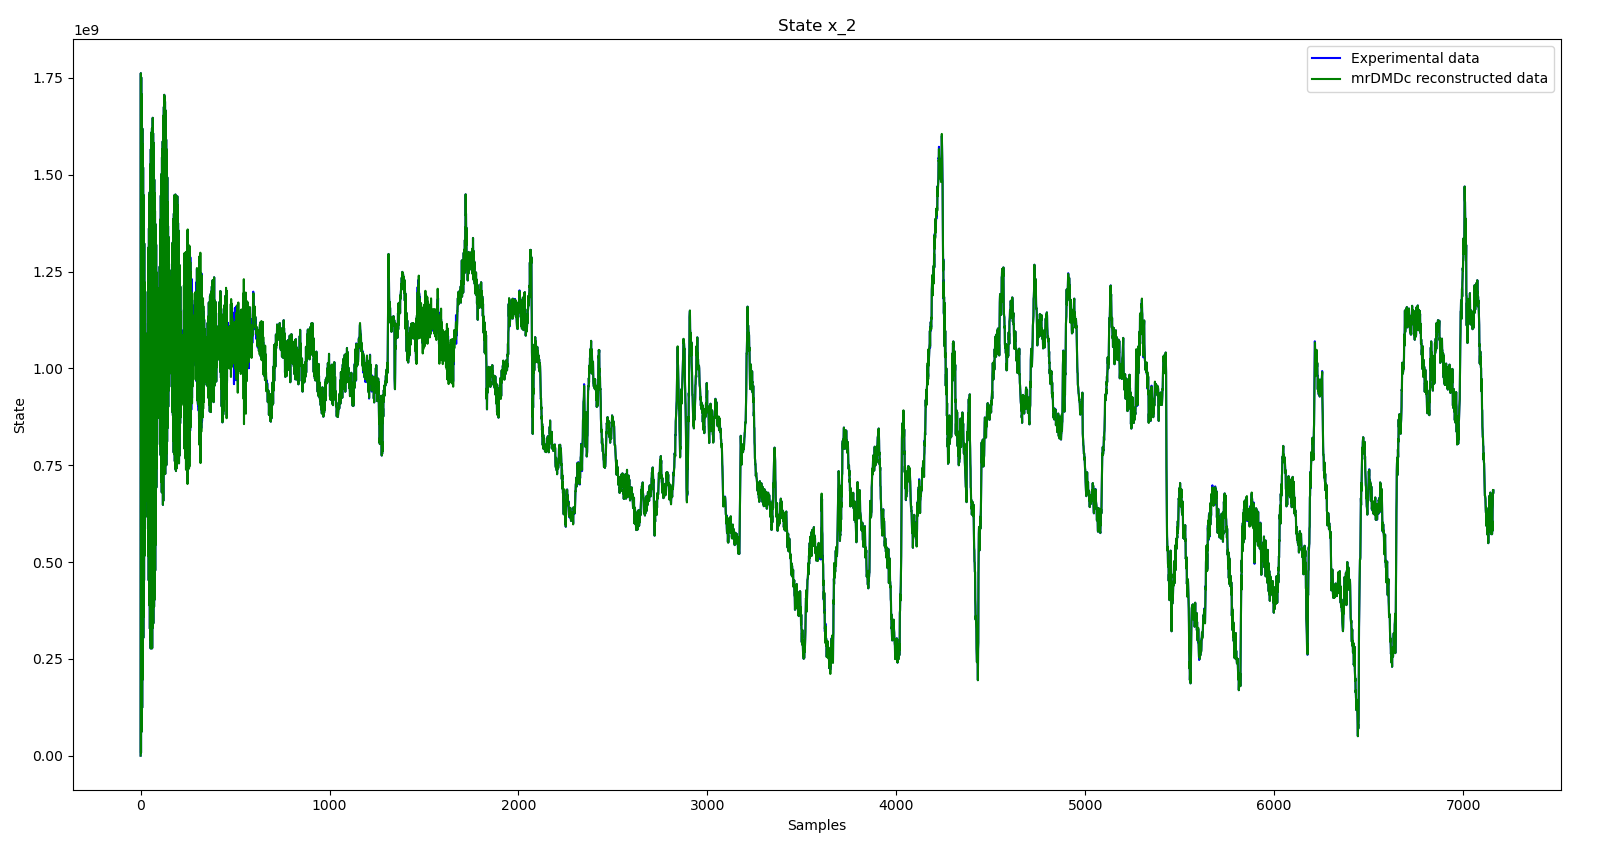 State x_2
1e9
Experimental data
mrDMDc reconstructed data
1.75
1.50
1.25
1.00
0.75
0.50
0.25
0.00
State
0 1000 2000 3000 4000 5000 6000 7000
Samples